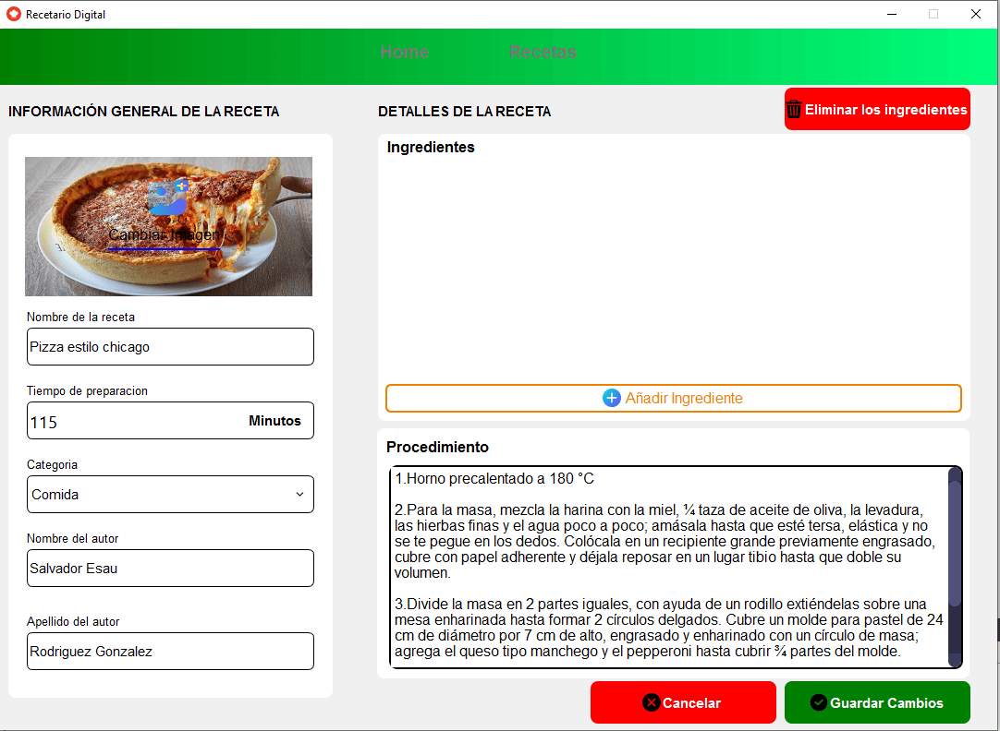 Recetario Digital
Home
Recetas
INFORMACIÓN GENERAL DE LA RECETA
Cambiar Imagen
Nombre de la receta
Pizza estilo chicago
Tiempo de preparacion
115
Minutos
Categoria
Comida
Nombre del autor
Salvador Esau
Apellido del autor
Rodriguez Gonzalez
DETALLES DE LA RECETA
Eliminar los ingredientes
Ingredientes
Añadir Ingrediente
Procedimiento
1.Horno precalentado a 180 °C
2.Para la masa, mezcla la harina con la miel, ¼ taza de aceite de oliva, la levadura,
las hierbas finas y el agua poco a poco; amásala hasta que esté tersa, elástica y no
se te pegue en los dedos. Colócala en un recipiente grande previamente engrasado,
cubre con papel adherente y déjala reposar en un lugar tibio hasta que doble su
volumen.
3.Divide la masa en 2 partes iguales, con ayuda de un rodillo extiéndelas sobre una
mesa enharinada hasta formar 2 círculos delgados. Cubre un molde para pastel de 24
cm de diámetro por 7 cm de alto, engrasado y enharinado con un círculo de masa;
agrega el queso tipo manchego y el pepperoni hasta cubrir ¾ partes del molde.
Cancelar
Guardar Cambios